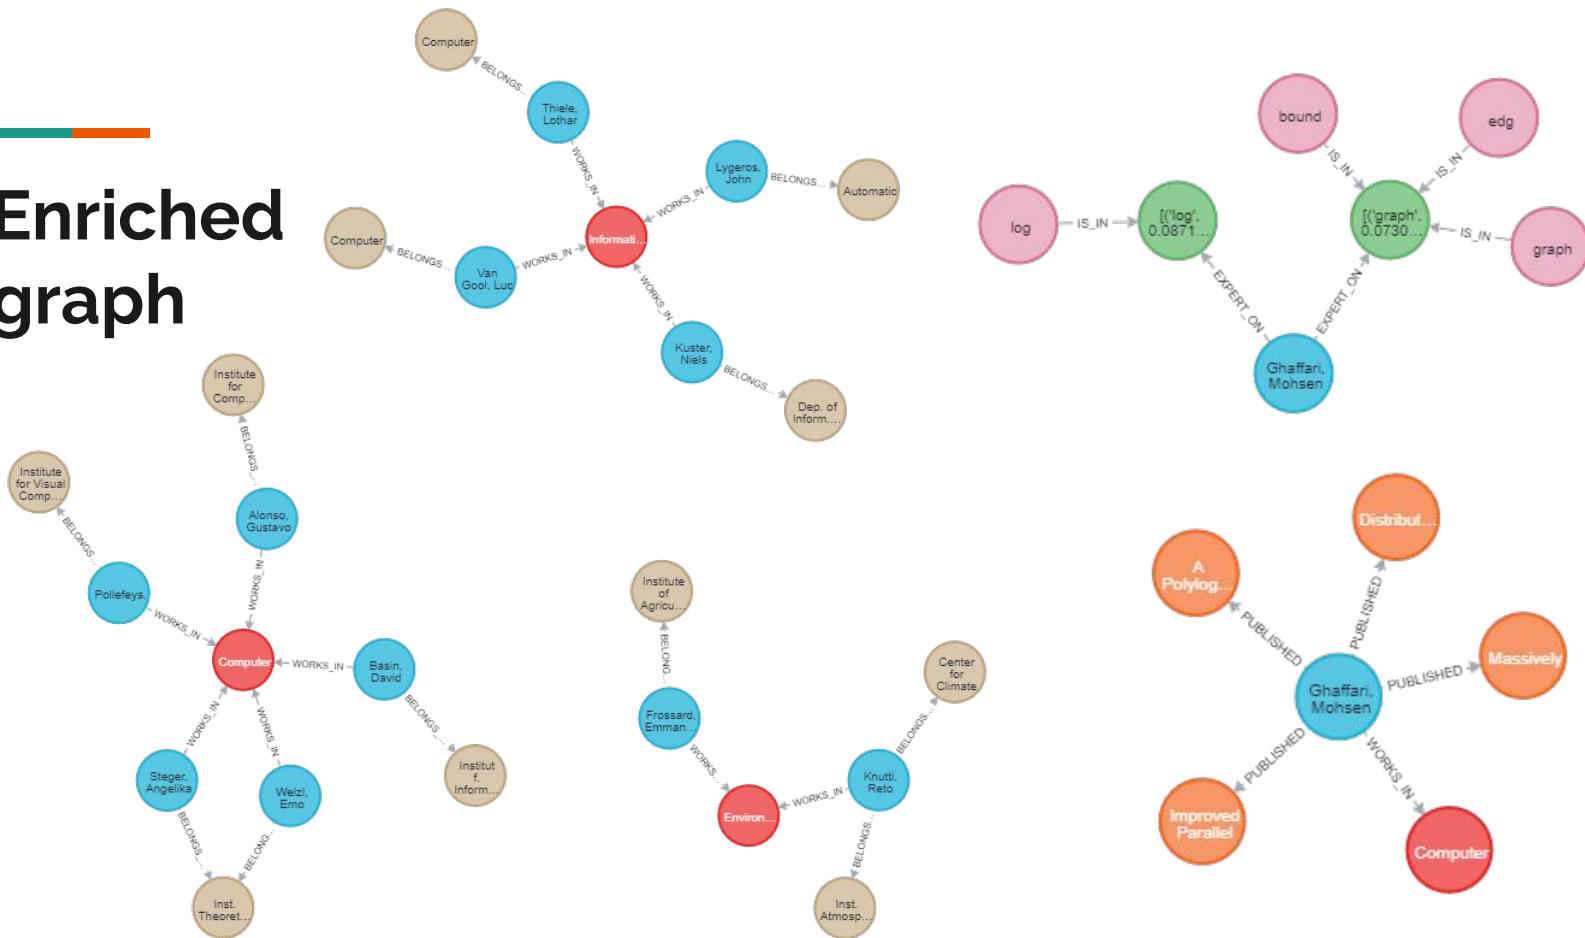 Enriched
graph
Computer
BELONGS...
Thiele,
Lothar
WORKS_IN
Lygeros,
John
BELONGS...
Automatic
WORKS_IN
Informati...
Computer
BELONGS...
Van
Gool, Luc
WORKS_IN
WORKS_IN
Kuster,
Niels
BELONGS...
Dep. of
Inform....
bound
edg
IS_IN
IS_IN
log
IS_IN
[('log',
0.0871...
[('graph',
0.0730...
IS_IN
graph
EXPERT_ON
EXPERT_ON
Ghaffari,
Mohsen
Institute
for
Comp...
BELONGS...
Institute
for Visual
Comp...
BELONGS...
Alonso,
Gustavo
WORKS_IN
Pollefeys,
WORKS_IN
Computer
WORKS_IN
Basin,
David
BELONGS...
Institut
f.
Inform...
WORKS_IN
WORKS_IN
Steger,
Angelika
Welzl,
Emo
BELONGS...
BELONG...
Inst.
Theoret...
Institute
of
Agricu...
BELONG...
Frossard,
Emman...
WORKS...
Environ...
WORKS_IN
Knutti,
Reto
BELONGS...
Center
for
Climate
BELONGS...
Inst.
Atmosp...
Distribut...
A
Polylog...
PUBLISHED
PUBLISHED
Massively
PUBLISHED
Ghaffari,
Mohsen
PUBLISHED
WORKS_IN
Improved
Parallel
Computer